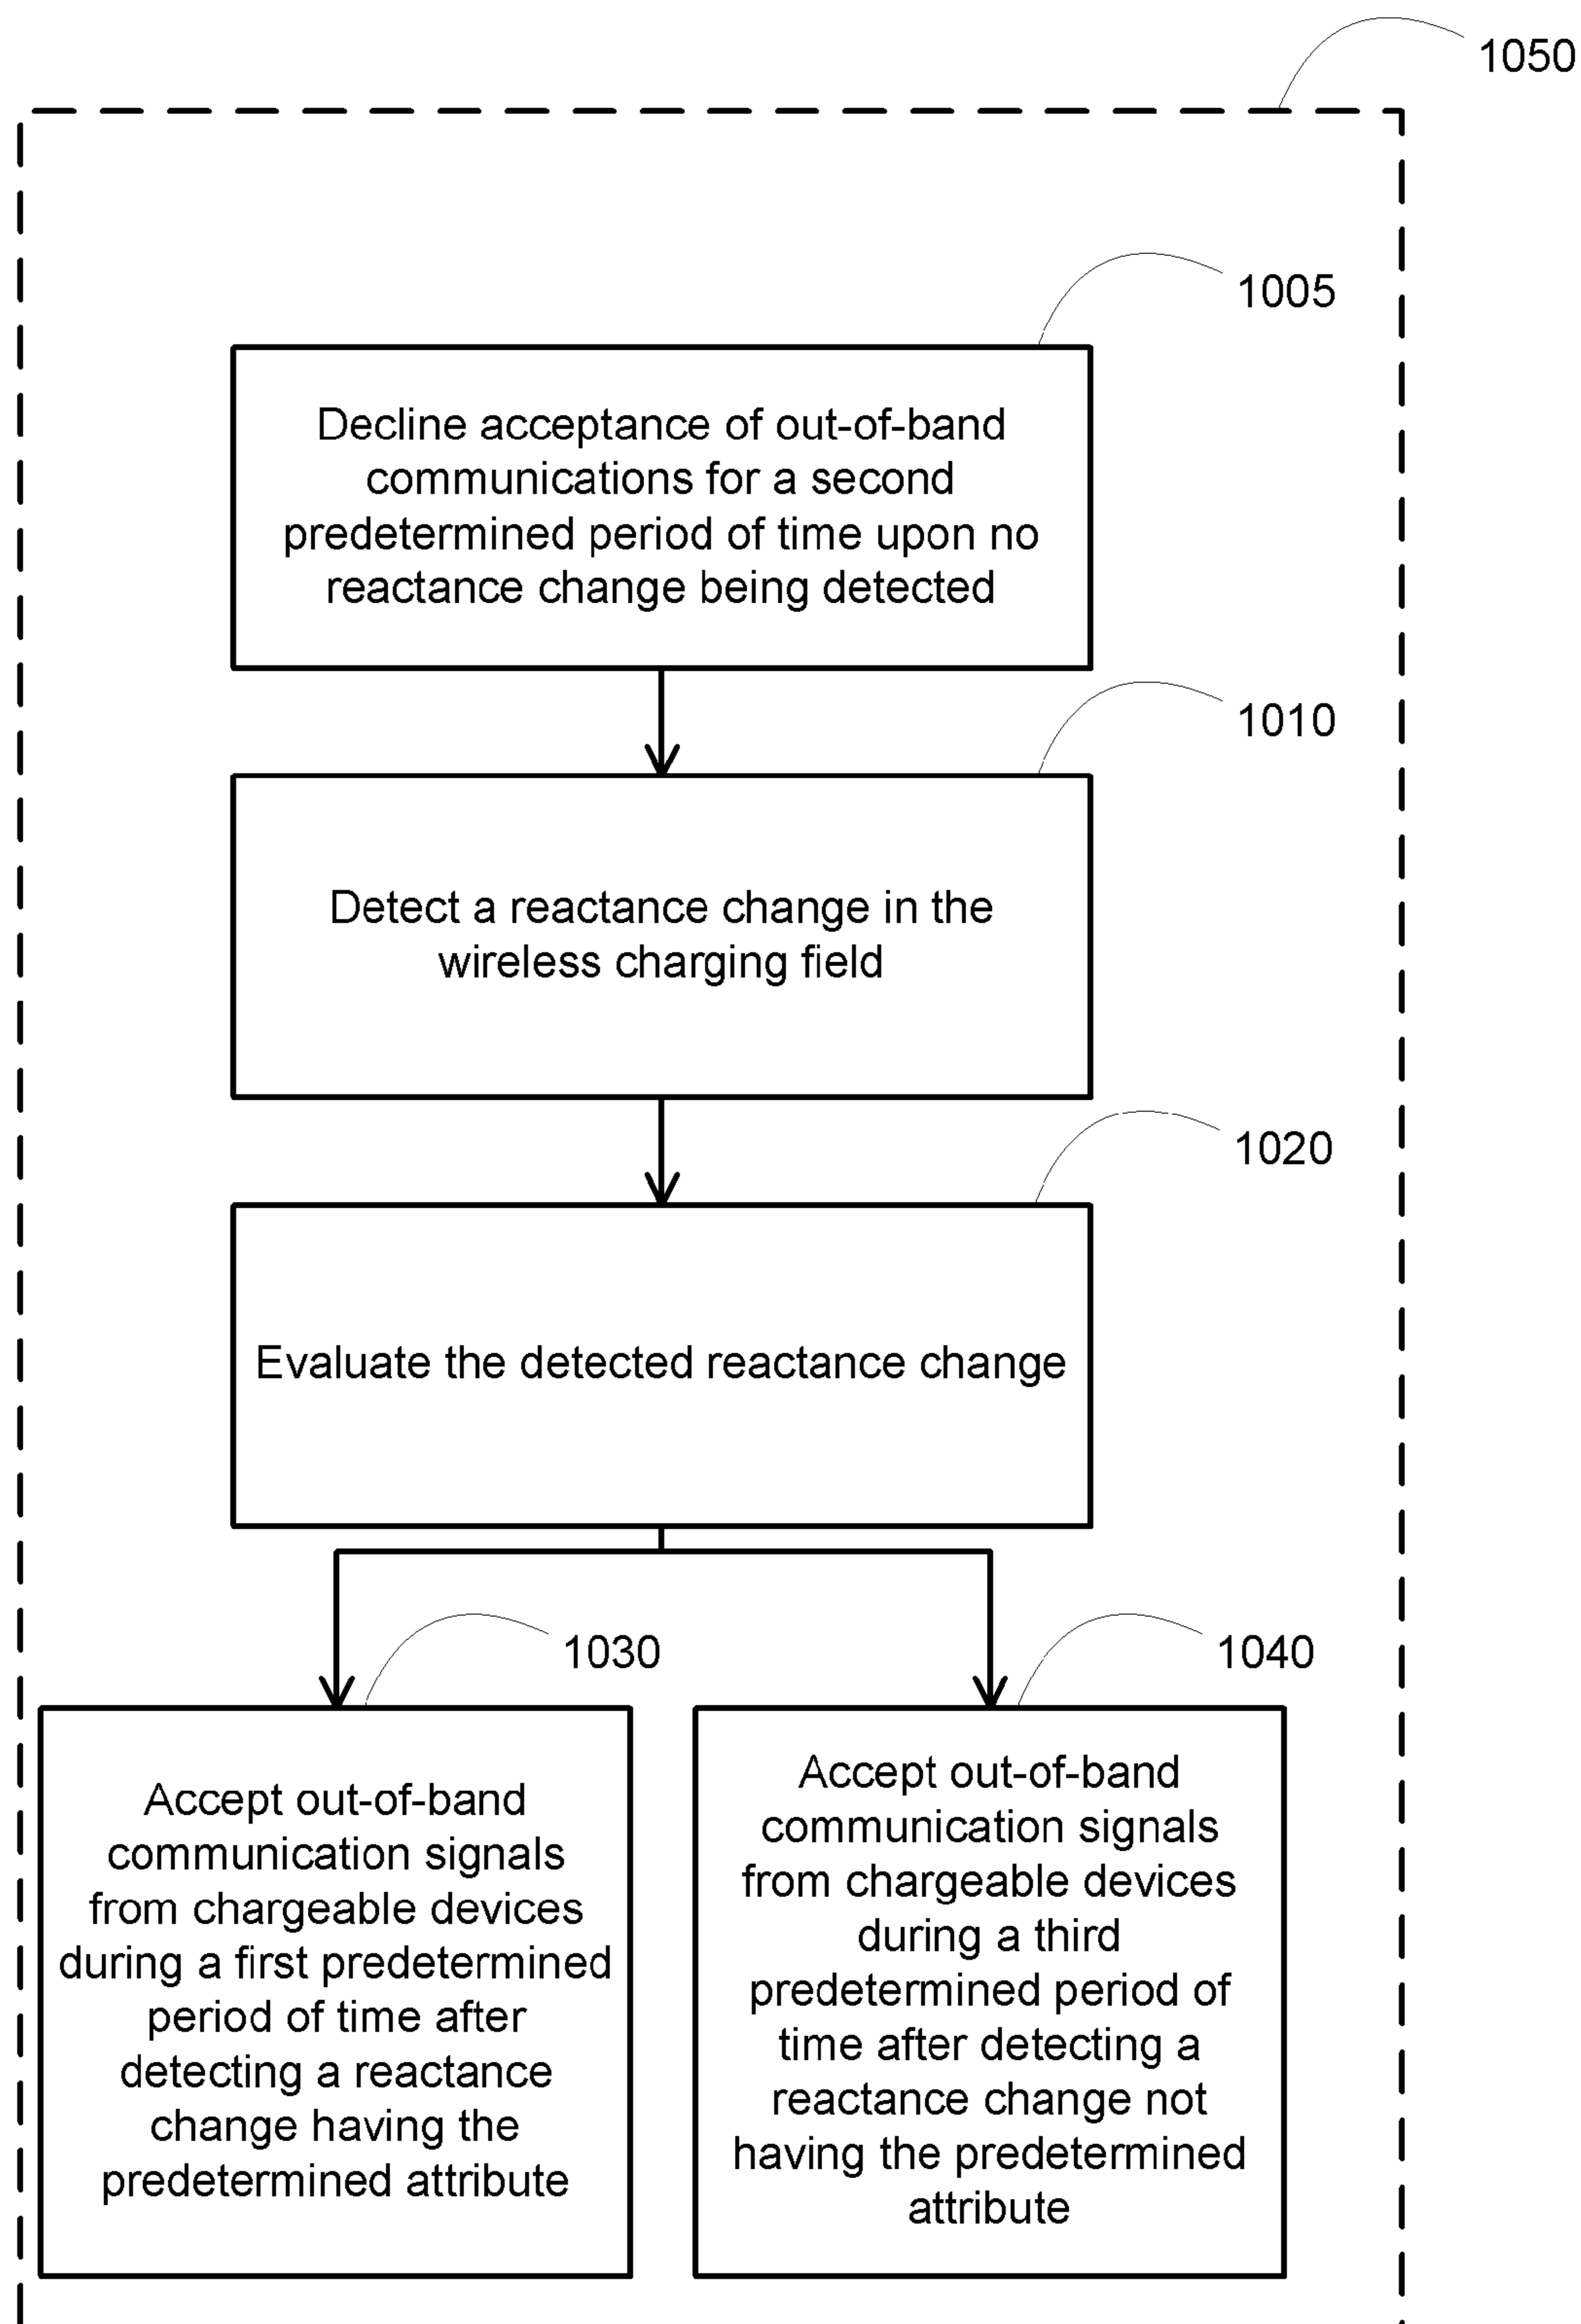 1050
1005
Decline acceptance of out-of-band
communications for a second
predetermined period of time upon no
reactance change being detected
1010
Detect a reactance change in the
wireless charging field
1020
Evaluate the detected reactance change
1030
Accept out-of-band
communication signals
from chargeable devices
during a first predetermined
period of time after
detecting a reactance
change having the
predetermined attribute
1040
Accept out-of-band
communication signals
from chargeable devices
during a third
predetermined period of
time after detecting a
reactance change not
having the predetermined
attribute